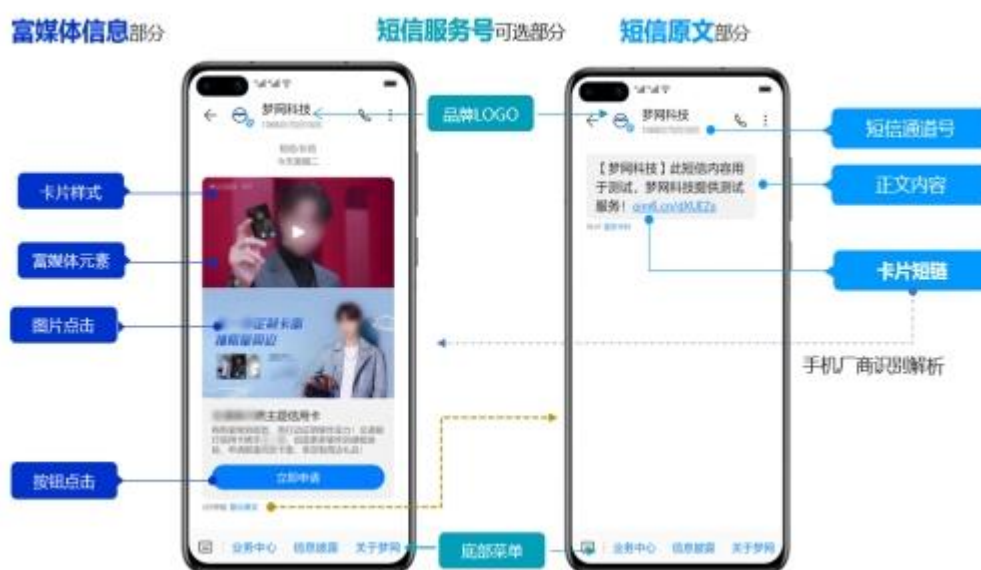 富媒体信息部分
短信服务号可选部分
短信原文部分
梦网科技
品牌LOGO
梦网科技
短信通道号
【梦网科技】此短信内容用
于测试，梦网科技提供测试
服务！
正文内容
卡片样式
富媒体元素
卡片短链
图片点击
手机厂商识别解析
主题信用卡
按钮点击
立即申请
业务中心 信息披露 关于梦网
底部菜单
业务中心 信息披露 关于梦网